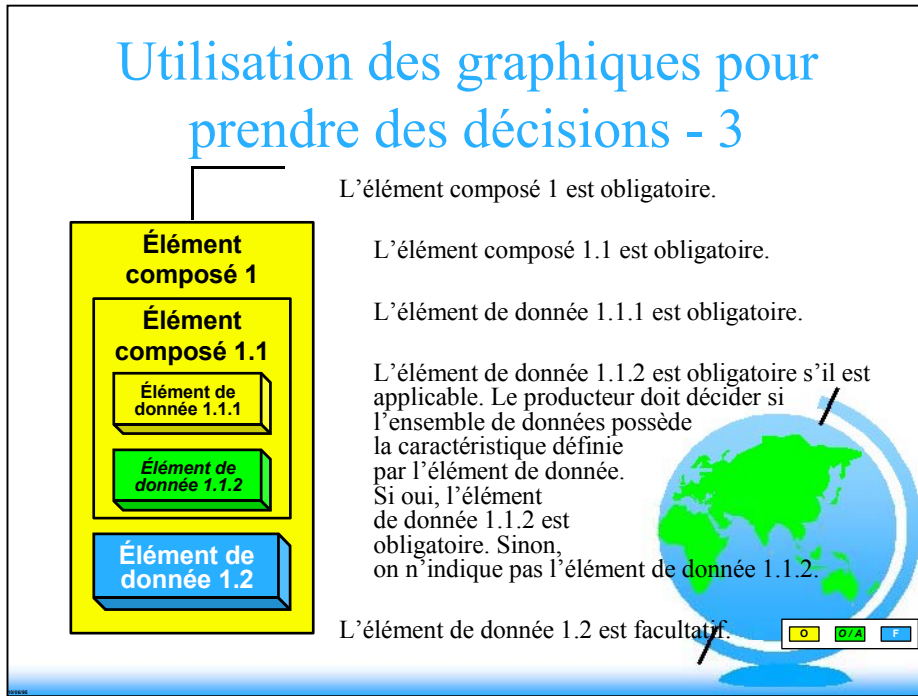 Utilisation des graphiques pour
prendre des décisions - 3
Élément
composé 1
Élément
composé 1.1
Élément de
donnée 1.1.1
Élément de
donnée 1.1.2
Élément de
donnée 1.2
L’élément composé 1 est obligatoire.
L’élément composé 1.1 est obligatoire.
L’élément de donnée 1.1.1 est obligatoire.
L’élément de donnée 1.1.2 est obligatoire s’il est
applicable. Le producteur doit décider si
l’ensemble de données possède
la caractéristique définie
par l’élément de donnée.
Si oui, l’élément
de donnée 1.1.2 est
obligatoire. Sinon,
on n’indique pas l’élément de donnée 1.1.2.
L’élément de donnée 1.2 est facultatif.
O O / A F